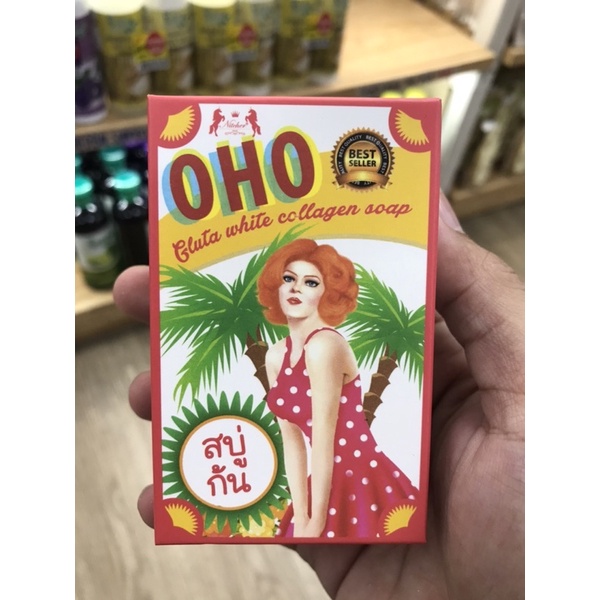 OHO
BEST
SELLER
Gluta white collagen soap
สบู่
ก้น